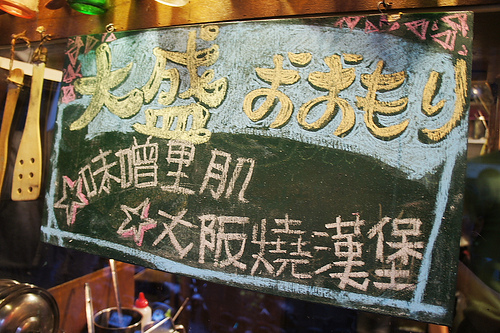 大盛 おおもり
味噌里肌
大阪燒漢堡